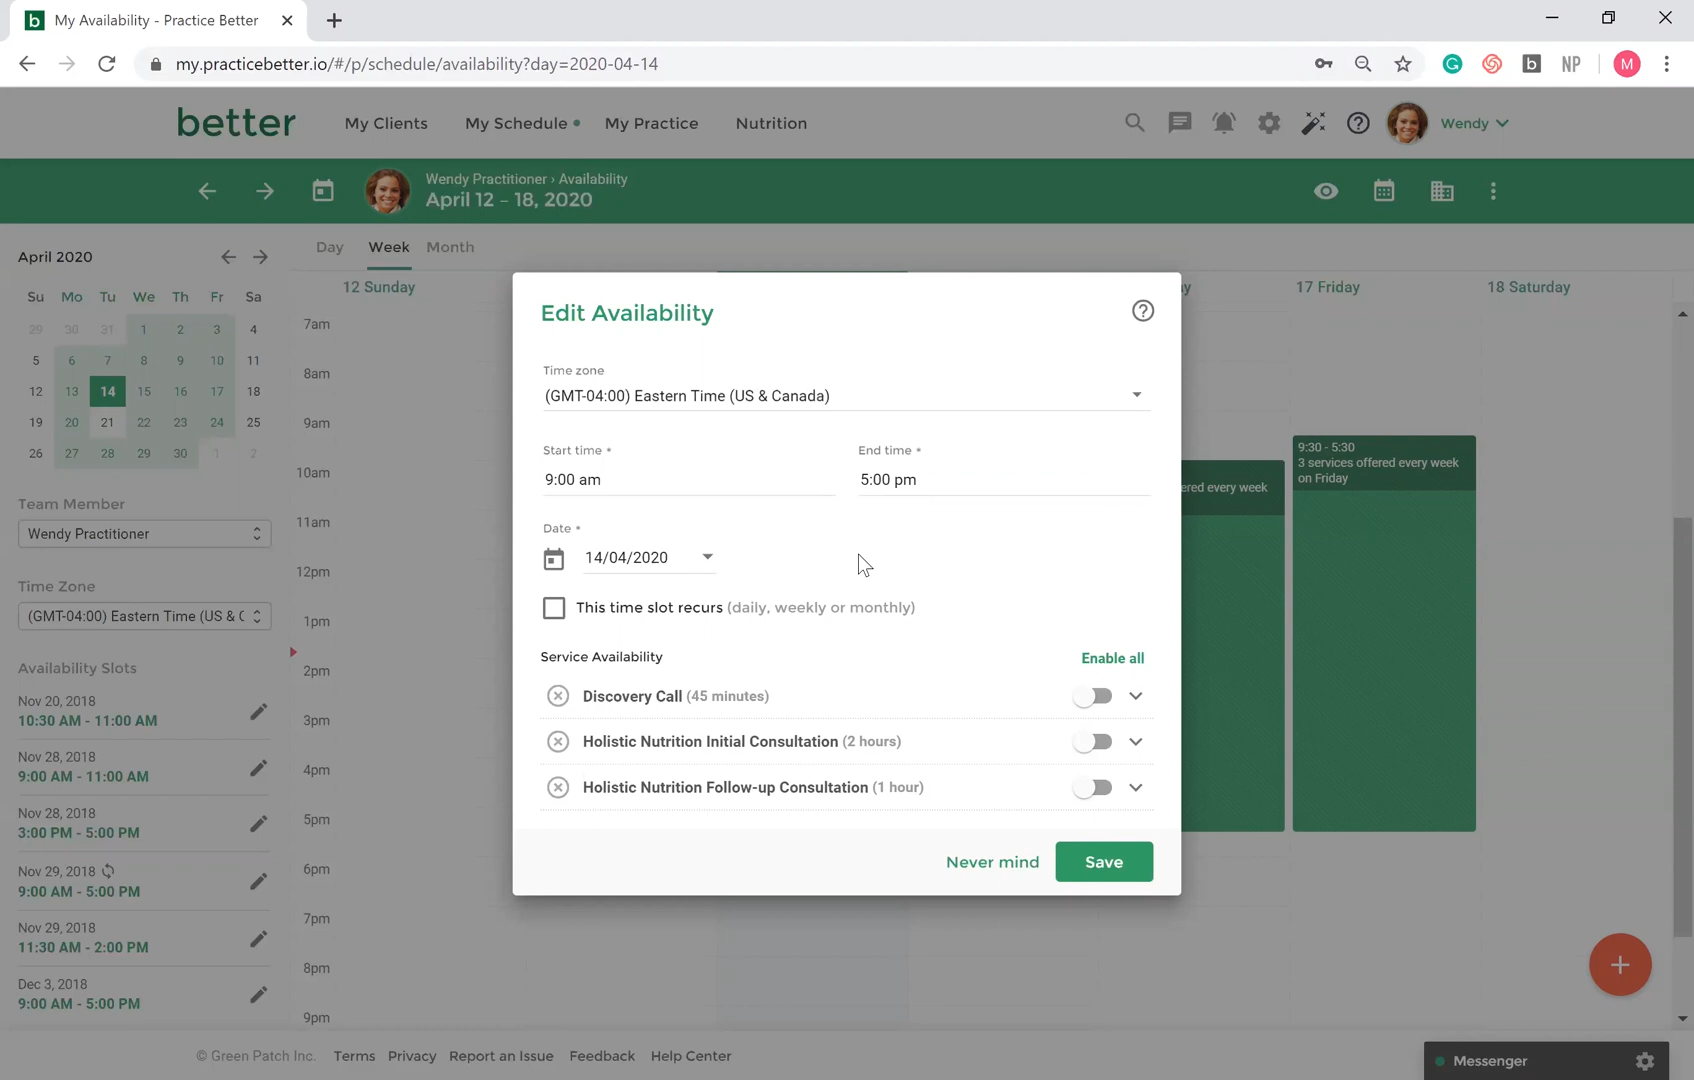 My Availability - Practice Better
my.practicebetter.io/#/p/schedule/availability?day=2020-04-14
NP
M
better
My Clients
My Schedule
My Practice
Nutrition
Wendy
Wendy Practitioner › Availability
April 12 – 18, 2020
April 2020
Su Mo Tu We Th Fr Sa
29 30 31 1 2 3 4
5 6 7 8 9 10 11
12 13 14 15 16 17 18
19 20 21 22 23 24 25
26 27 28 29 30 1 2
Team Member
Wendy Practitioner
Time Zone
(GMT-04:00) Eastern Time (US & C
Availability Slots
Nov 20, 2018
10:30 AM - 11:00 AM
Nov 28, 2018
9:00 AM - 11:00 AM
Nov 28, 2018
3:00 PM - 5:00 PM
Nov 29, 2018
9:00 AM - 5:00 PM
Nov 29, 2018
11:30 AM - 2:00 PM
Dec 3, 2018
9:00 AM - 5:00 PM
Day Week Month
12 Sunday
ay
17 Friday
18 Saturday
7am
8am
9am
10am
11am
12pm
1pm
2pm
3pm
4pm
5pm
6pm
7pm
8pm
9pm
ered every week
9:30 - 5:30
3 services offered every week
on Friday
Edit Availability
Time zone
(GMT-04:00) Eastern Time (US & Canada)
Start time *
9:00 am
End time *
5:00 pm
Date *
14/04/2020
This time slot recurs (daily, weekly or monthly)
Service Availability
Enable all
Discovery Call (45 minutes)
Holistic Nutrition Initial Consultation (2 hours)
Holistic Nutrition Follow-up Consultation (1 hour)
Never mind
Save
© Green Patch Inc. Terms Privacy Report an Issue Feedback Help Center
Messenger